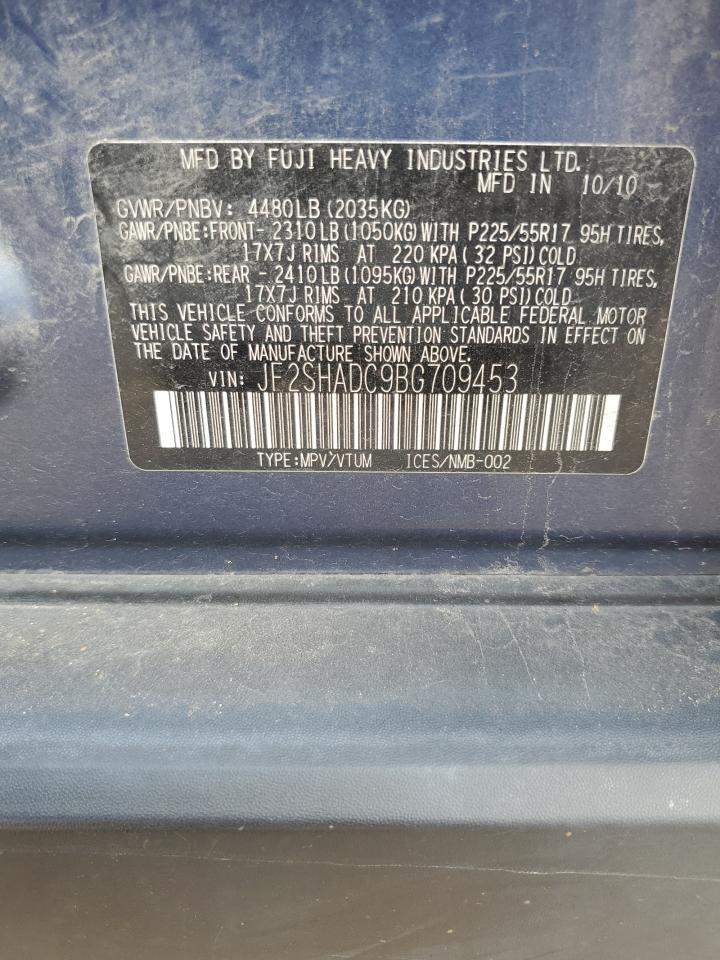 MFD BY FUJI HEAVY INDUSTRIES LTD.
MFD IN 10/10
GVWR/PNBV: 4480LB(2035KG)
GAWR/PNBE:FRONT- 2310LB(1050KG)WITH P225/55R17 95H TIRES,
17X7J RIMS AT 220 KPA( 32 PSI)COLD
GAWR/PNBE:REAR - 2410LB(1095KG)WITH P225/55R17 95H TIRES,
17X7J RIMS AT 210 KPA( 30 PSI)COLD
THIS VEHICLE CONFORMS TO ALL APPLICABLE FEDERAL MOTOR
VEHICLE SAFETY AND THEFT PREVENTION STANDARDS IN EFFECT ON
THE DATE OF MANUFACTURE SHOWN ABOVE.
VIN: JF2SHADC9BG709453
TYPE:MPV/VTUM ICES/NMB-002